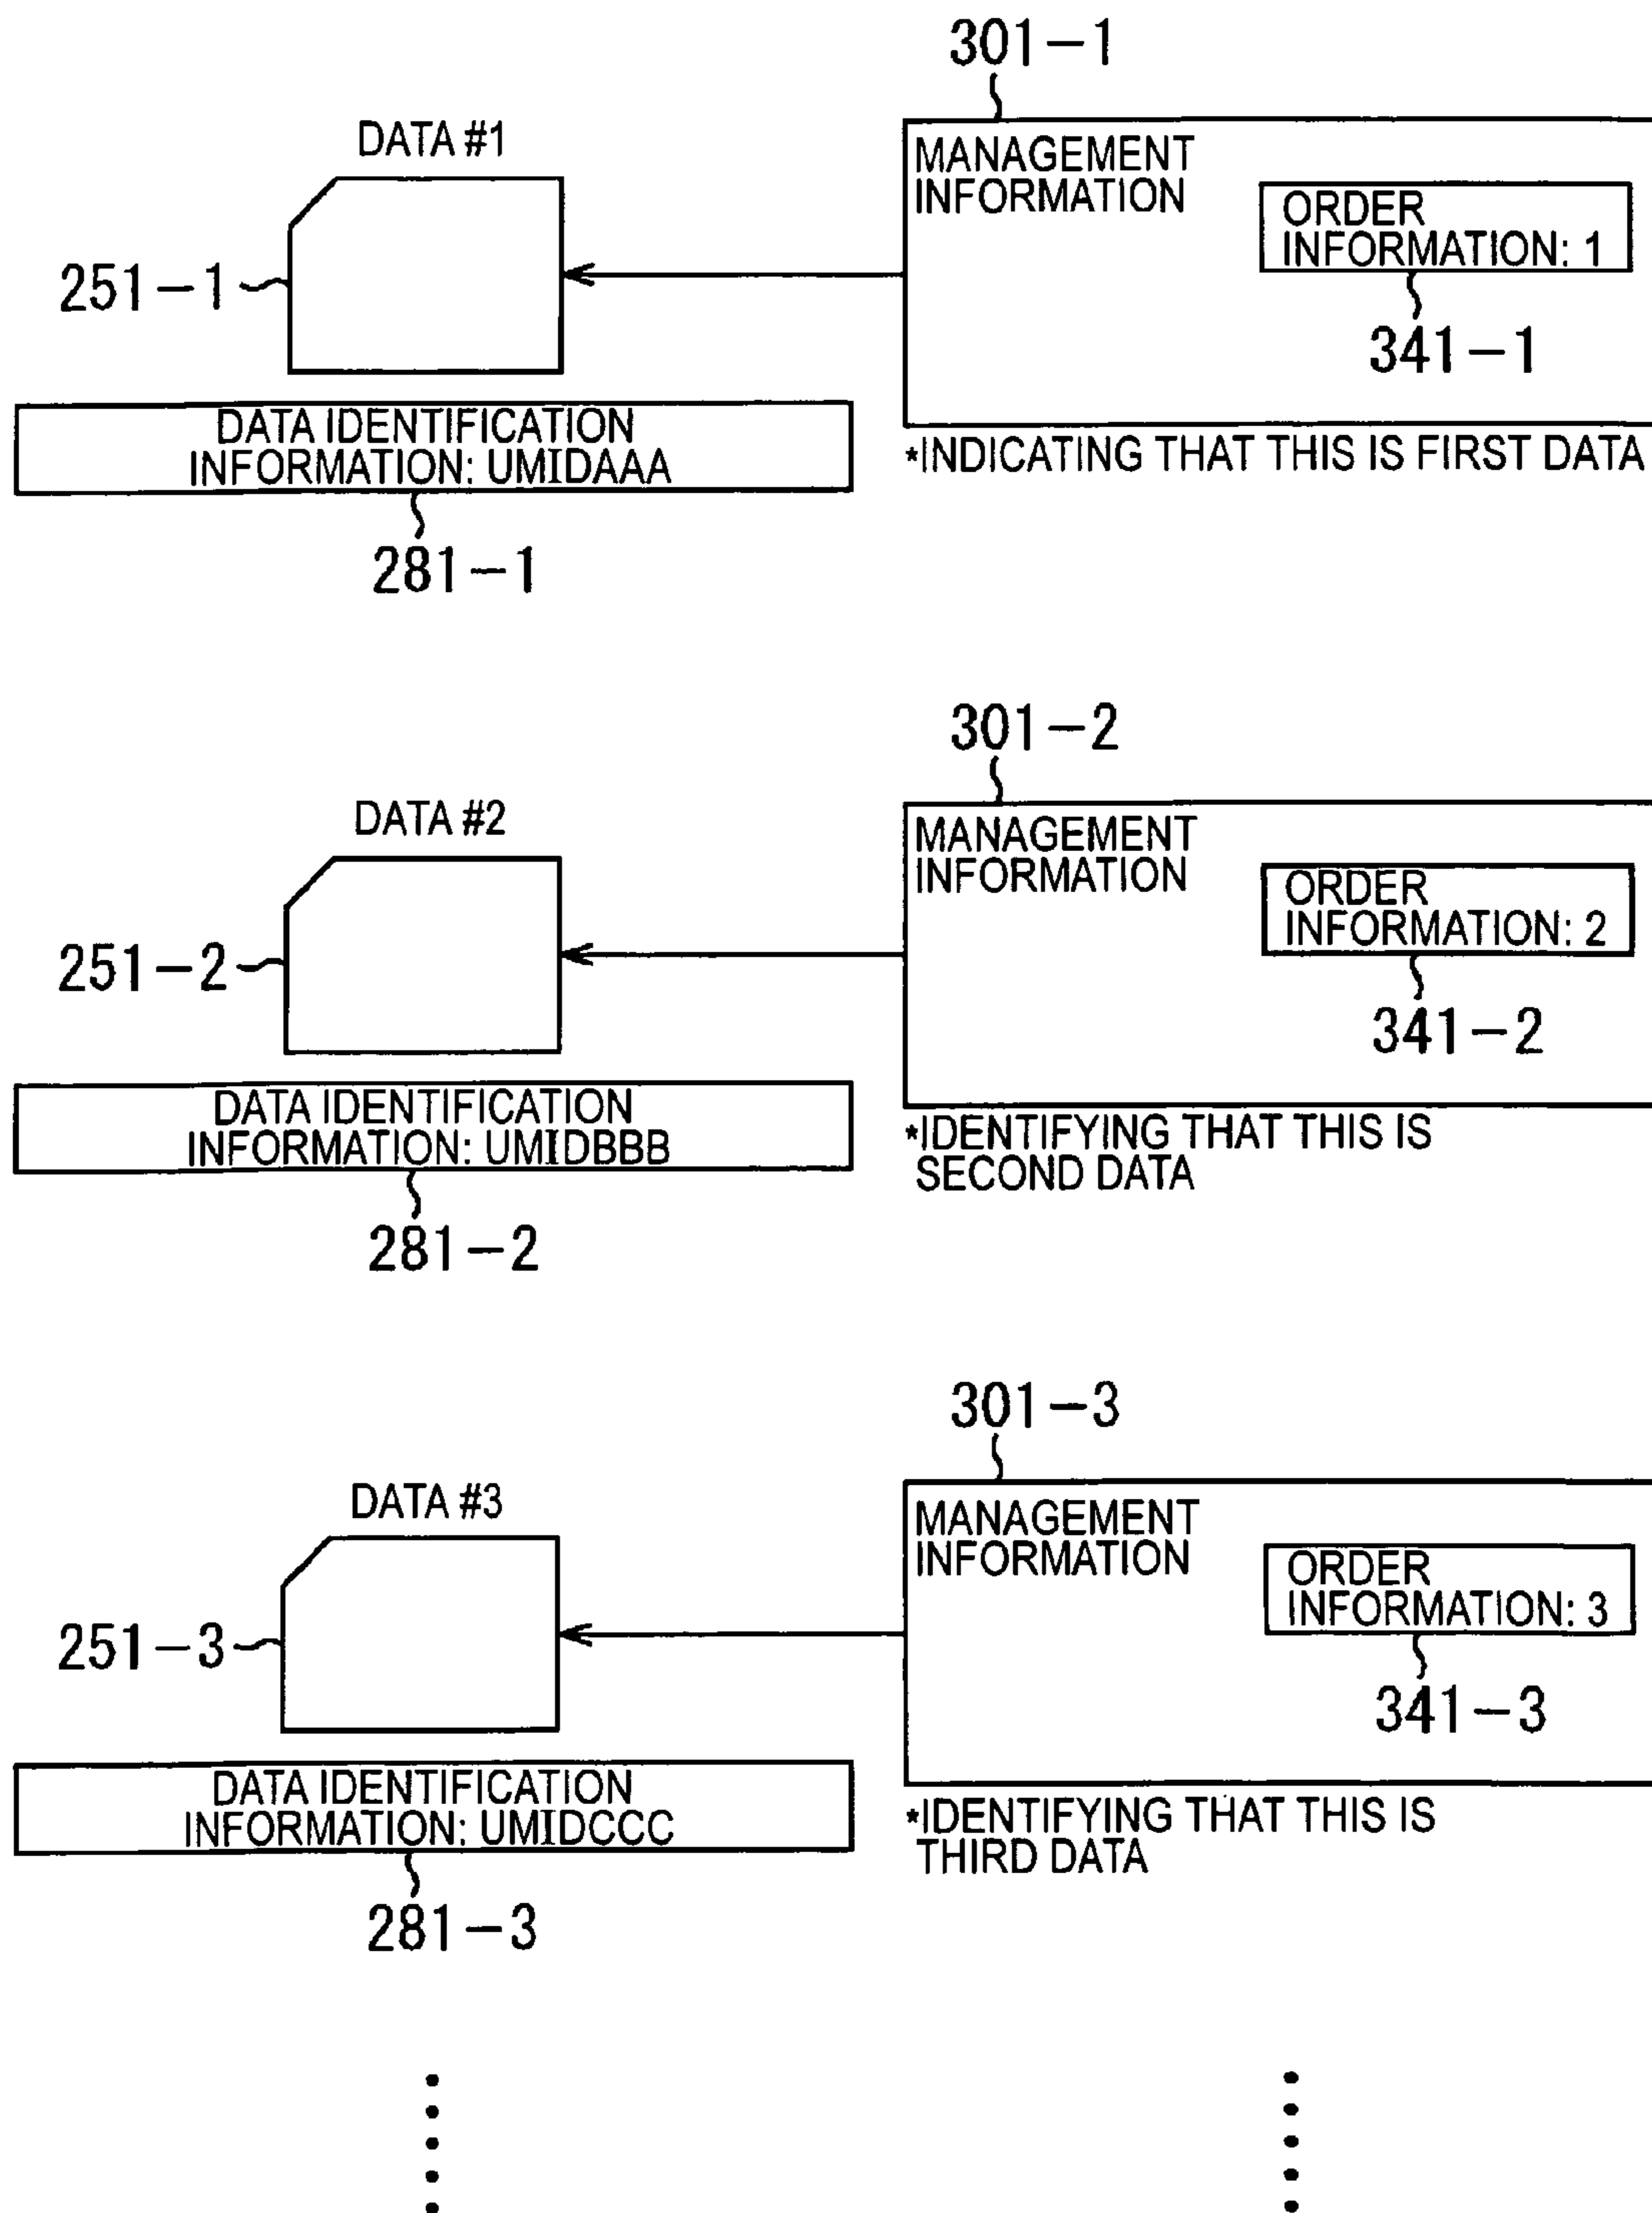 301-1
DATA #1
MANAGEMENT
INFORMATION
ORDER
INFORMATION: 1
251-1
341-1
DATA IDENTIFICATION
INFORMATION: UMIDAAA
*INDICATING THAT THIS IS FIRST DATA
281-1
301-2
DATA #2
MANAGEMENT
INFORMATION
ORDER
INFORMATION: 2
251-2
341-2
DATA IDENTIFICATION
INFORMATION: UMIDBBB
*IDENTIFYING THAT THIS IS
SECOND DATA
281-2
301-3
DATA #3
MANAGEMENT
INFORMATION
ORDER
INFORMATION: 3
251-3
341-3
DATA IDENTIFICATION
INFORMATION: UMIDCCC
*IDENTIFYING THAT THIS IS
THIRD DATA
281-3